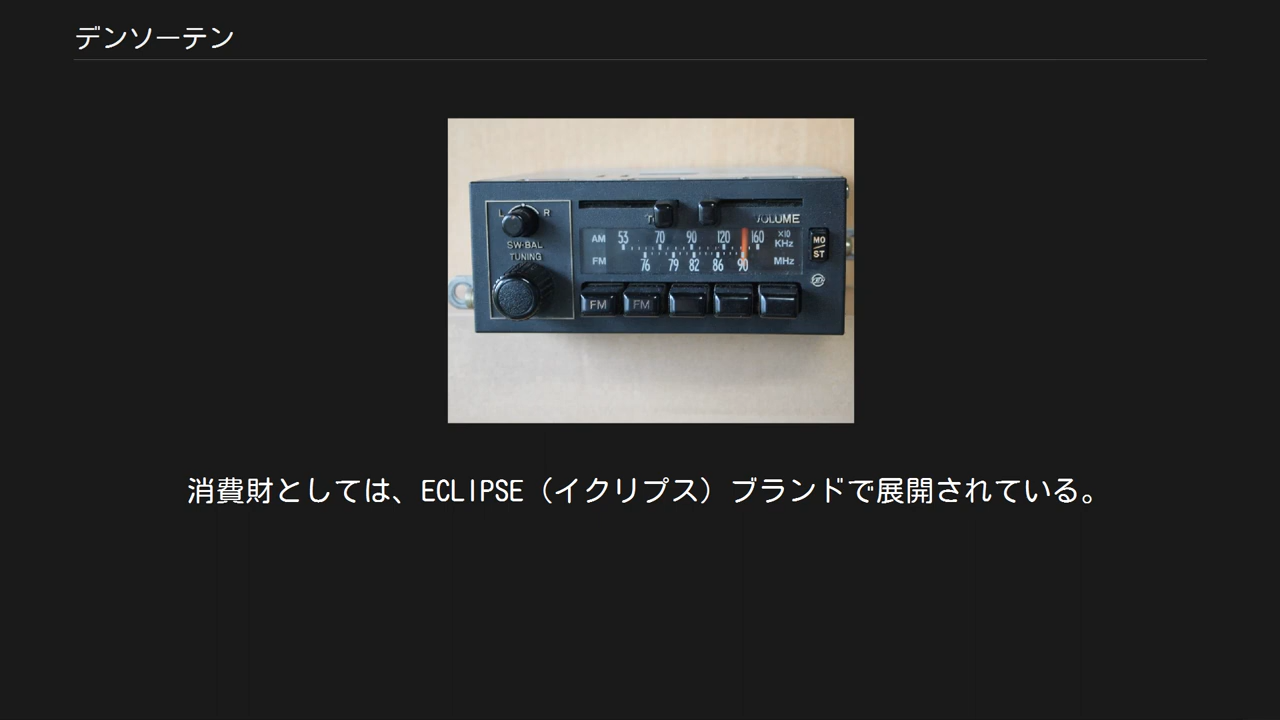 デンソーテン
L R
SW-BAL
TUNING
VOLUME
AM 53 70 90 120 160 ×10 KHz
FM 76 79 82 86 90 MHz
MO
ST
FM FM
消費財としては、ECLIPSE（イクリプス）ブランドで展開されている。